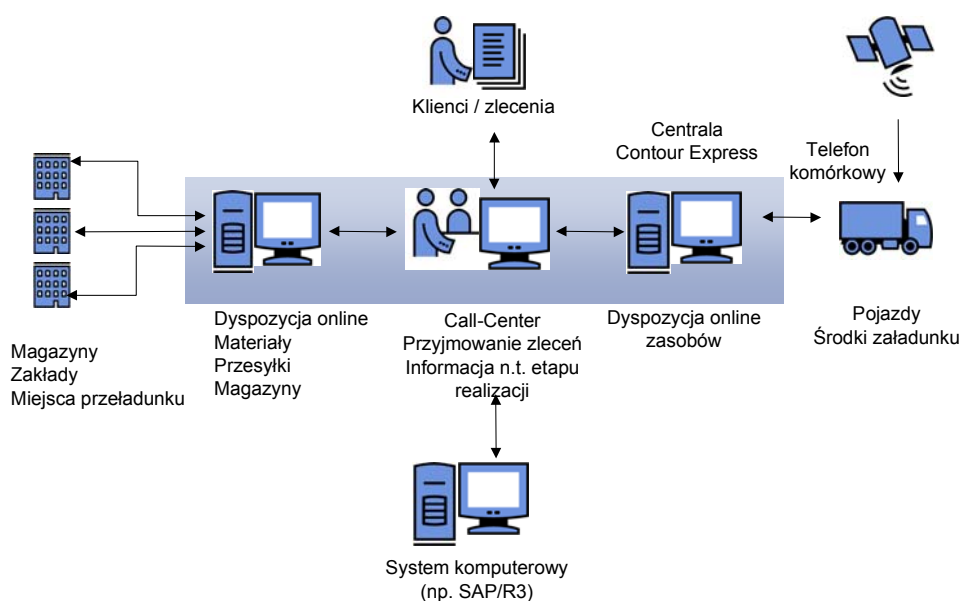 Klienci / zlecenia
Centrala
Contour Express
Telefon
komórkowy
Magazyny
Zakłady
Miejsca przeładunku
Dyspozycja online
Materiały
Przesyłki
Magazyny
Call-Center
Przyjmowanie zleceń
Informacja n.t. etapu
realizacji
Dyspozycja online
zasobów
Pojazdy
Środki załadunku
System komputerowy
(np. SAP/R3)